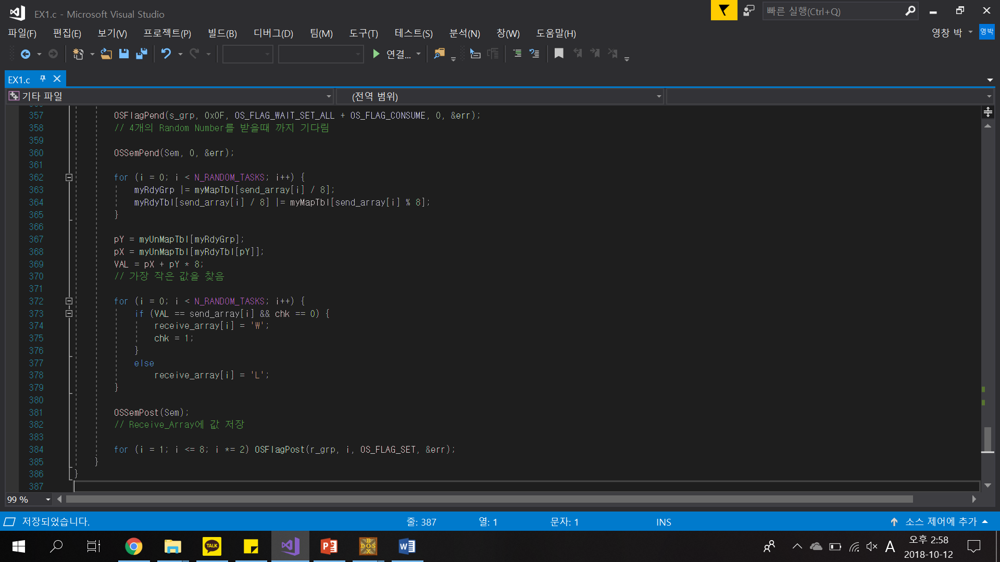 EX1.c - Microsoft Visual Studio
빠른 실행(Ctrl+Q)
파일(F) 편집(E) 보기(V) 프로젝트(P) 빌드(B) 디버그(D) 팀(M) 도구(T) 테스트(S) 분석(N) 창(W) 도움말(H)
영창 박
영박
연결...
EX1.c
기타 파일
(전역 범위)
357 OSFlagPend(s_grp, 0x0F, OS_FLAG_WAIT_SET_ALL + OS_FLAG_CONSUME, 0, &err);
358 // 4개의 Random Number를 받을때 까지 기다림
359
360 OSSemPend(Sem, 0, &err);
361
362 for (i = 0; i < N_RANDOM_TASKS; i++) {
363 myRdyGrp |= myMapTbl[send_array[i] / 8];
364 myRdyTbl[send_array[i] / 8] |= myMapTbl[send_array[i] % 8];
365 }
366
367 pY = myUnMapTbl[myRdyGrp];
368 pX = myUnMapTbl[myRdyTbl[pY]];
369 VAL = pX + pY * 8;
370 // 가장 작은 값을 찾음
371
372 for (i = 0; i < N_RANDOM_TASKS; i++) {
373 if (VAL == send_array[i] && chk == 0) {
374 receive_array[i] = 'W';
375 chk = 1;
376 }
377 else
378 receive_array[i] = 'L';
379 }
380
381 OSSemPost(Sem);
382 // Receive_Array에 값 저장
383
384 for (i = 1; i <= 8; i *= 2) OSFlagPost(r_grp, i, OS_FLAG_SET, &err);
385 }
386 }
387
99 %
저장되었습니다. 줄: 387 열: 1 문자: 1 INS 소스 제어에 추가
TALK
DOS
BOX
A
오후 2:58
2018-10-12